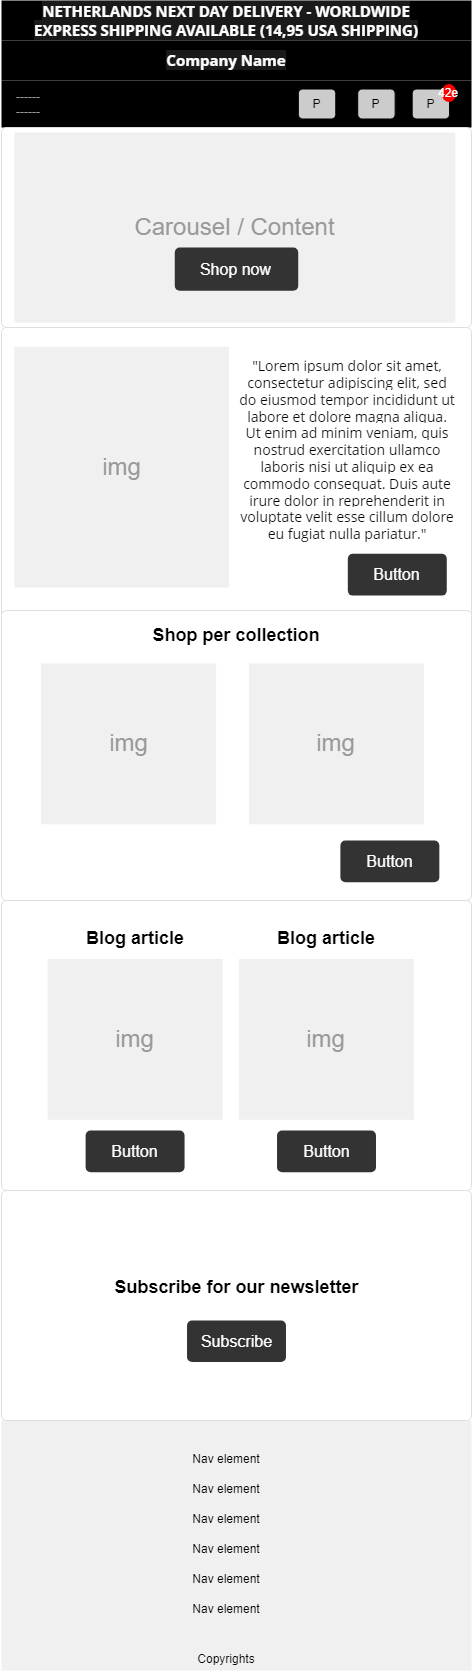 NETHERLANDS NEXT DAY DELIVERY - WORLDWIDE
EXPRESS SHIPPING AVAILABLE (14,95 USA SHIPPING)
Company Name
------
------
P P P 42e
Carousel / Content
Shop now
img
"Lorem ipsum dolor sit amet,
consectetur adipiscing elit, sed
do eiusmod tempor incididunt ut
labore et dolore magna aliqua.
Ut enim ad minim veniam, quis
nostrud exercitation ullamco
laboris nisi ut aliquip ex ea
commodo consequat. Duis aute
irure dolor in reprehenderit in
voluptate velit esse cillum dolore
eu fugiat nulla pariatur."
Button
Shop per collection
img img
Button
Blog article Blog article
img img
Button Button
Subscribe for our newsletter
Subscribe
Nav element
Nav element
Nav element
Nav element
Nav element
Nav element
Copyrights